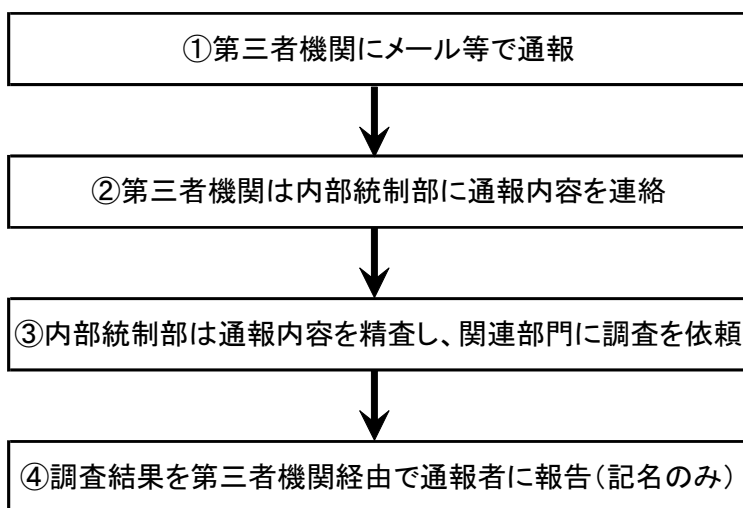 ①第三者機関にメール等で通報
②第三者機関は内部統制部に通報内容を連絡
③内部統制部は通報内容を精査し、関連部門に調査を依頼
④調査結果を第三者機関経由で通報者に報告(記名のみ)